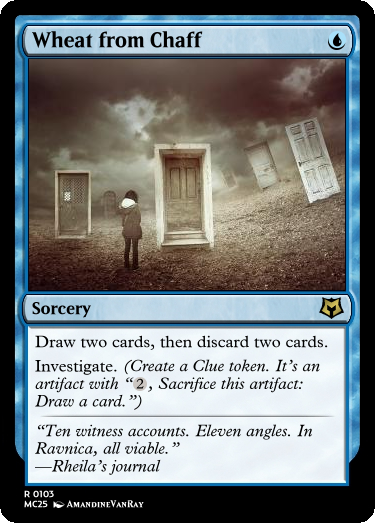 Wheat from Chaff
Sorcery
Draw two cards, then discard two cards.
Investigate. (Create a Clue token. It's an
artifact with “2, Sacrifice this artifact:
Draw a card.”)
“Ten witness accounts. Eleven angles. In
Ravnica, all viable.”
—Rheila's journal
R 0103
MC25 AmandineVanRay